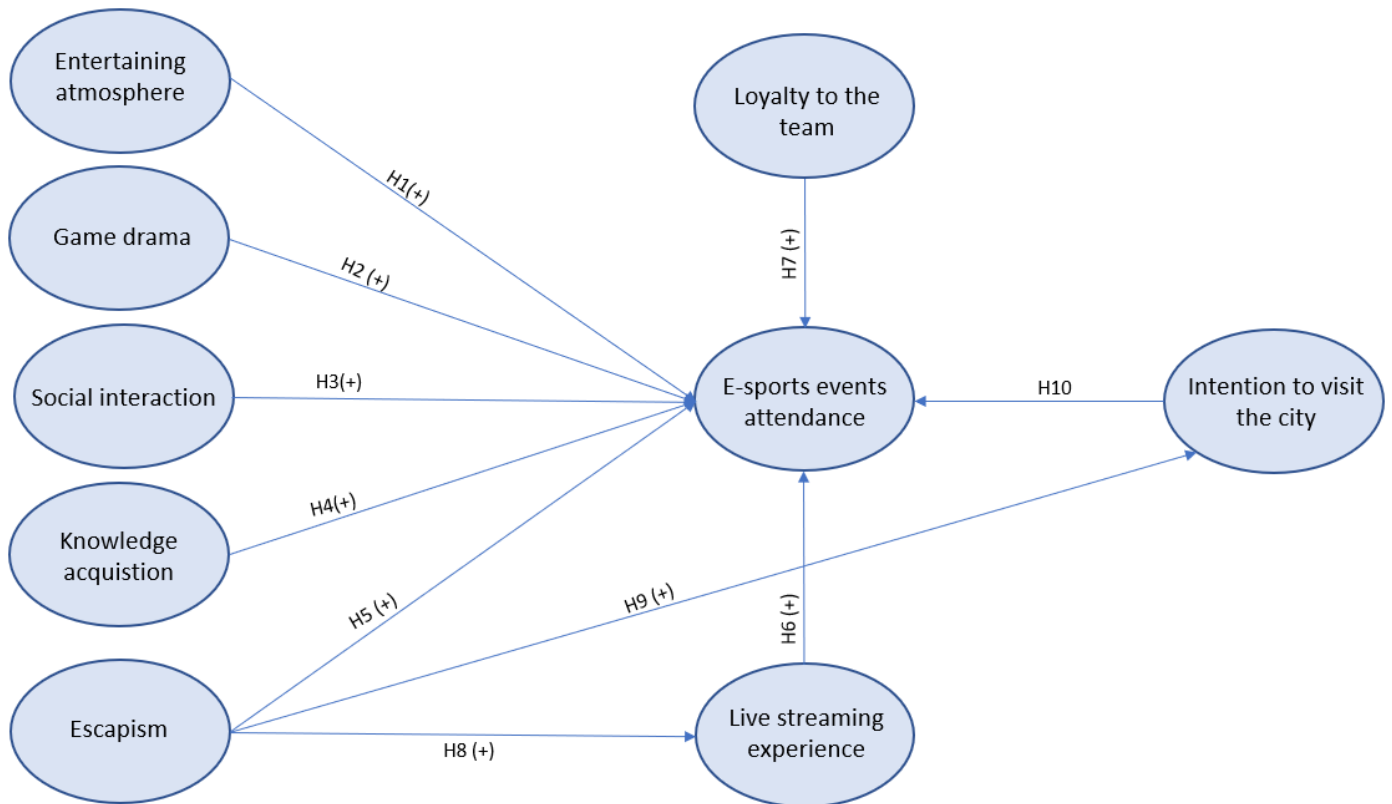 Entertaining
atmosphere
Loyalty to the
team
H1(+)
Game drama
H2 (+)
H7 (+)
Social interaction
H3(+)
E-sports events
attendance
H10
Intention to visit
the city
Knowledge
acquistion
H4(+)
H5 (+)
H9 (+)
H6 (+)
Escapism
H8 (+)
Live streaming
experience